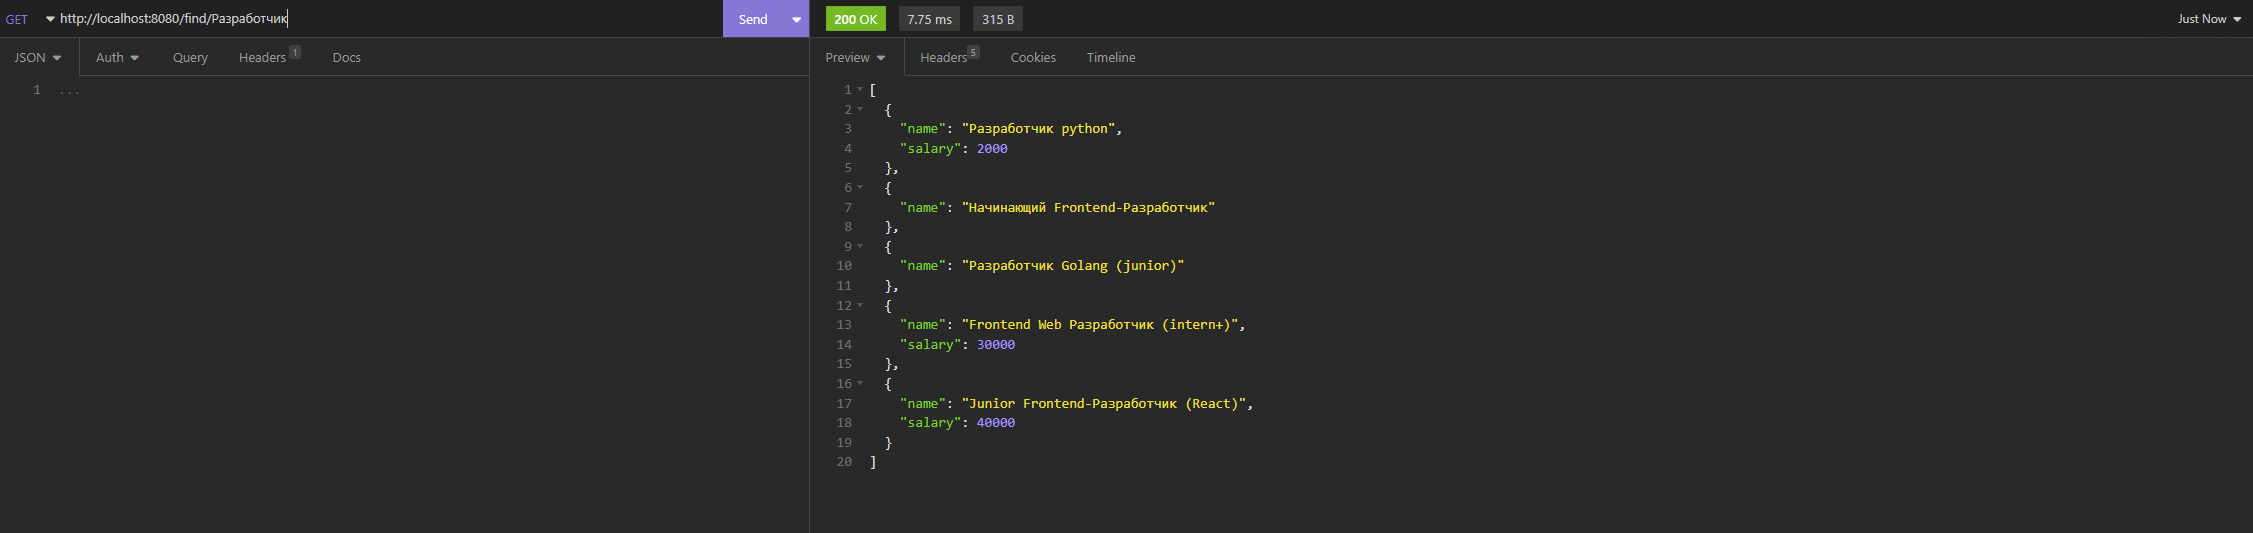 GET http://localhost:8080/find/Разработчик Send 200 OK 7.75 ms 315 B Just Now
JSON Auth Query Headers 1 Docs Preview Headers 5 Cookies Timeline
1 ...
1 [
2 {
3 "name": "Разработчик python",
4 "salary": 2000
5 },
6 {
7 "name": "Начинающий Frontend-Разработчик"
8 },
9 {
10 "name": "Разработчик Golang (junior)"
11 },
12 {
13 "name": "Frontend Web Разработчик (intern+)",
14 "salary": 30000
15 },
16 {
17 "name": "Junior Frontend-Разработчик (React)",
18 "salary": 40000
19 }
20 ]